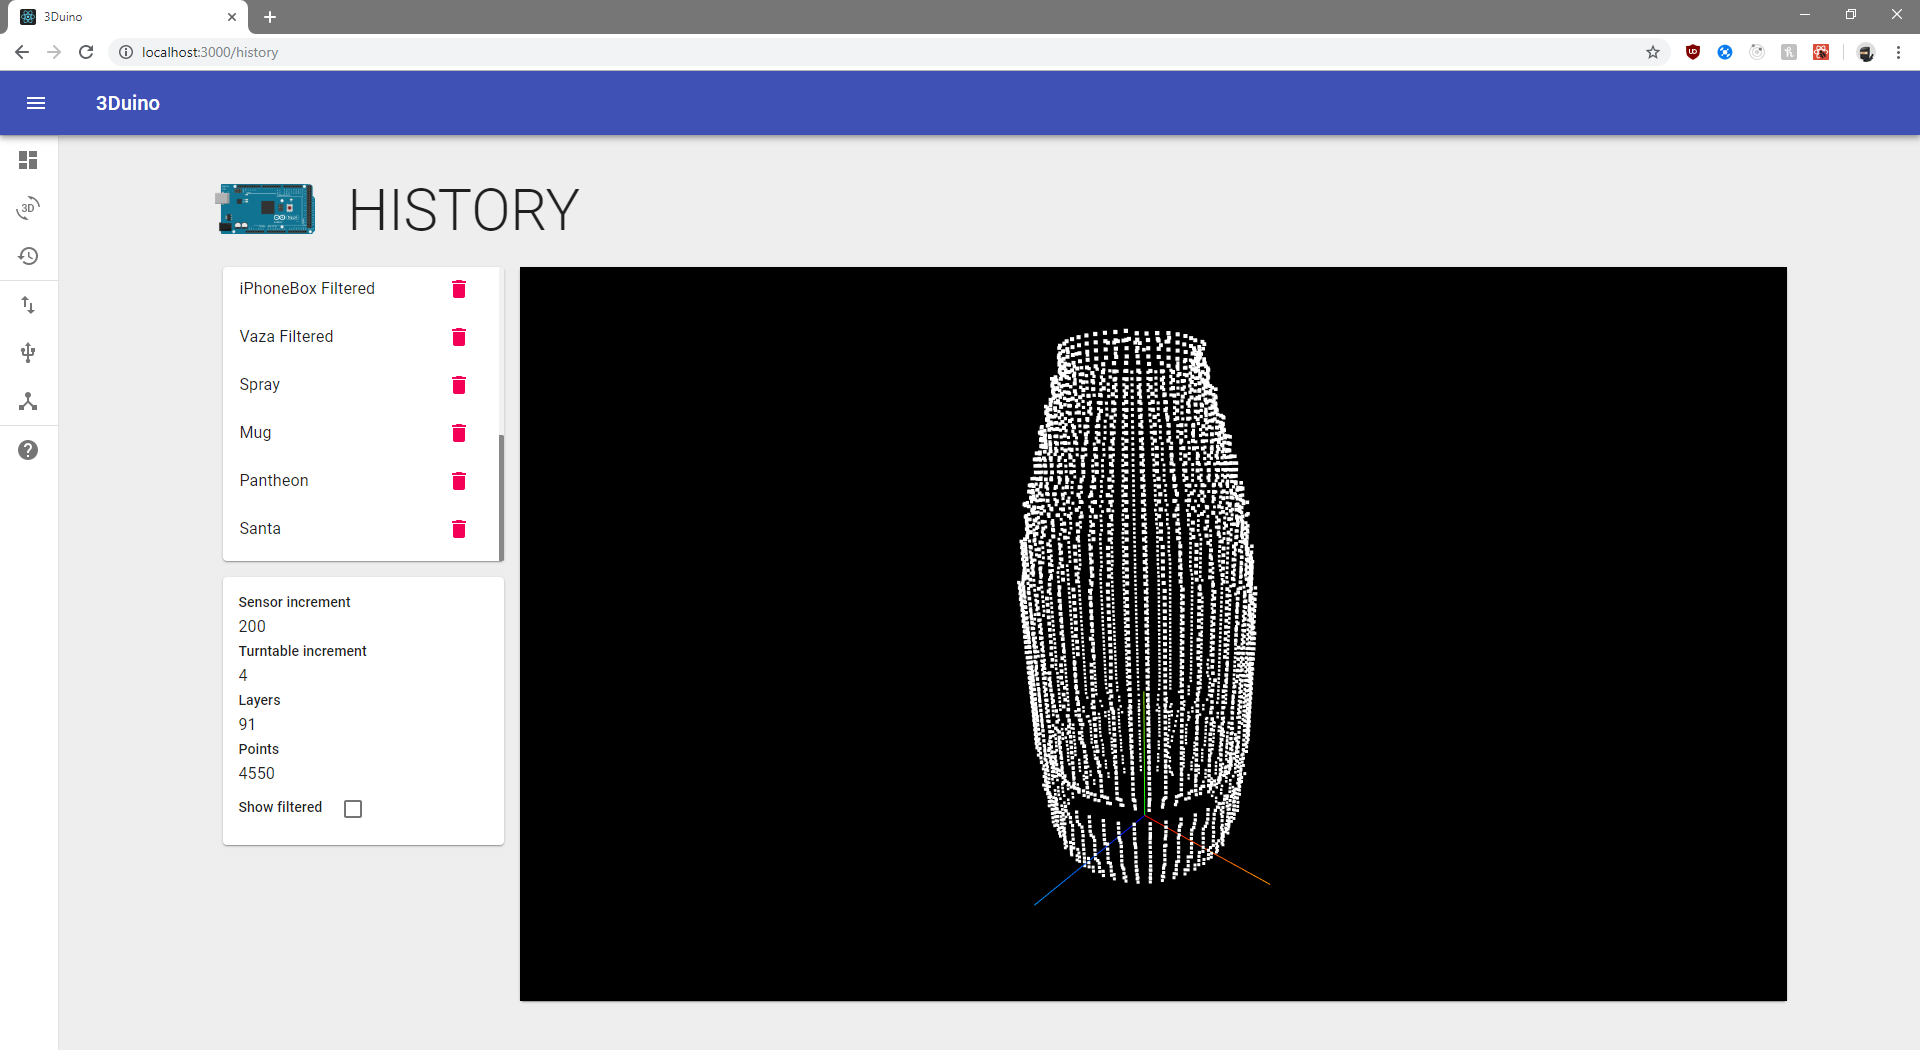 3Duino
localhost:3000/history
3Duino
3D
HISTORY
iPhoneBox Filtered
Vaza Filtered
Spray
Mug
Pantheon
Santa
Sensor increment
200
Turntable increment
4
Layers
91
Points
4550
Show filtered